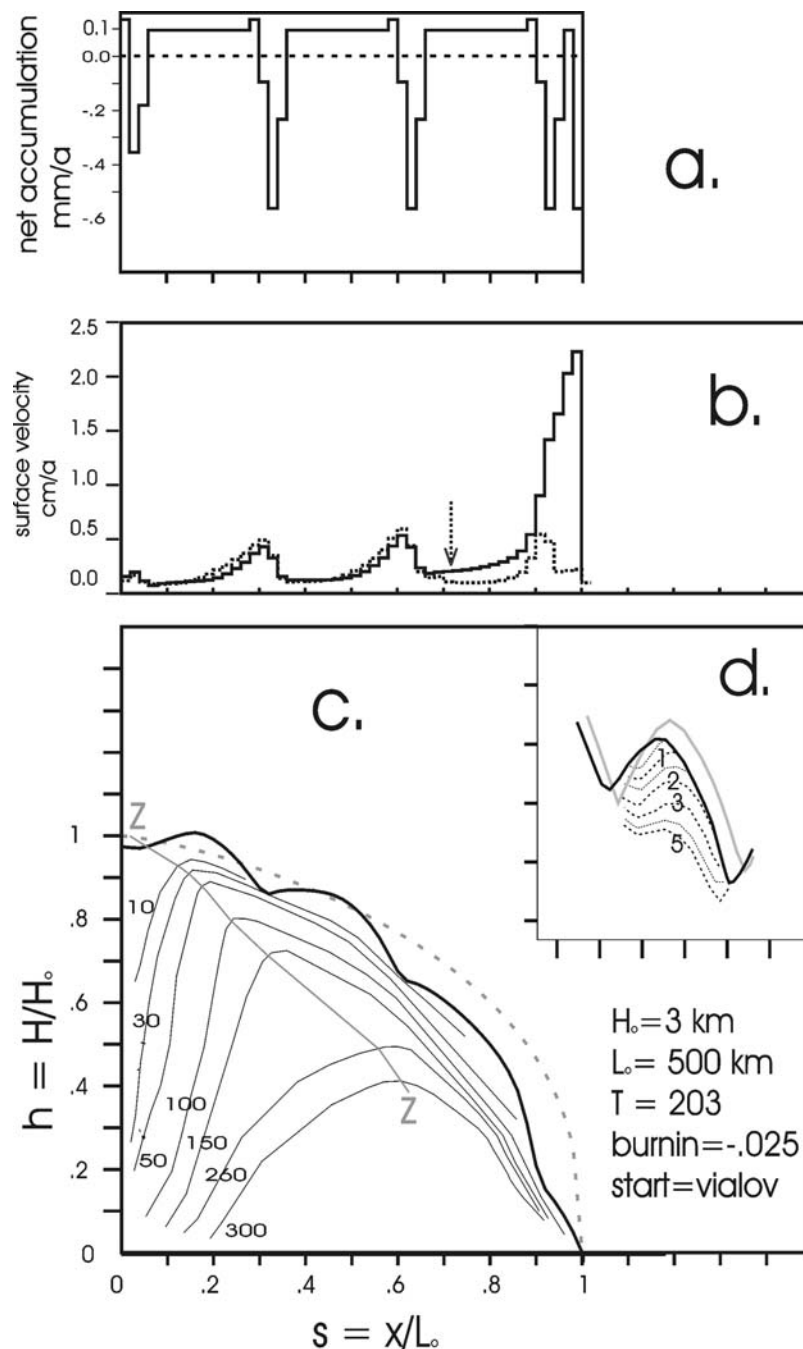 0.1
0.0
-.2
-.4
-.6
net accumulation
mm/a
a.
2.5
2.0
1.5
1.0
0.5
0.0
surface velocity
cm/a
b.
c.
d.
1
2
3
5
Z
1
.8
.6
.4
.2
0
h = H/H₀
10
30
50
100
150
260
300
Z
H₀=3 km
L₀= 500 km
T = 203
burnin=-.025
start=vialov
0
.2
.4
.6
.8
1
s = x/L₀